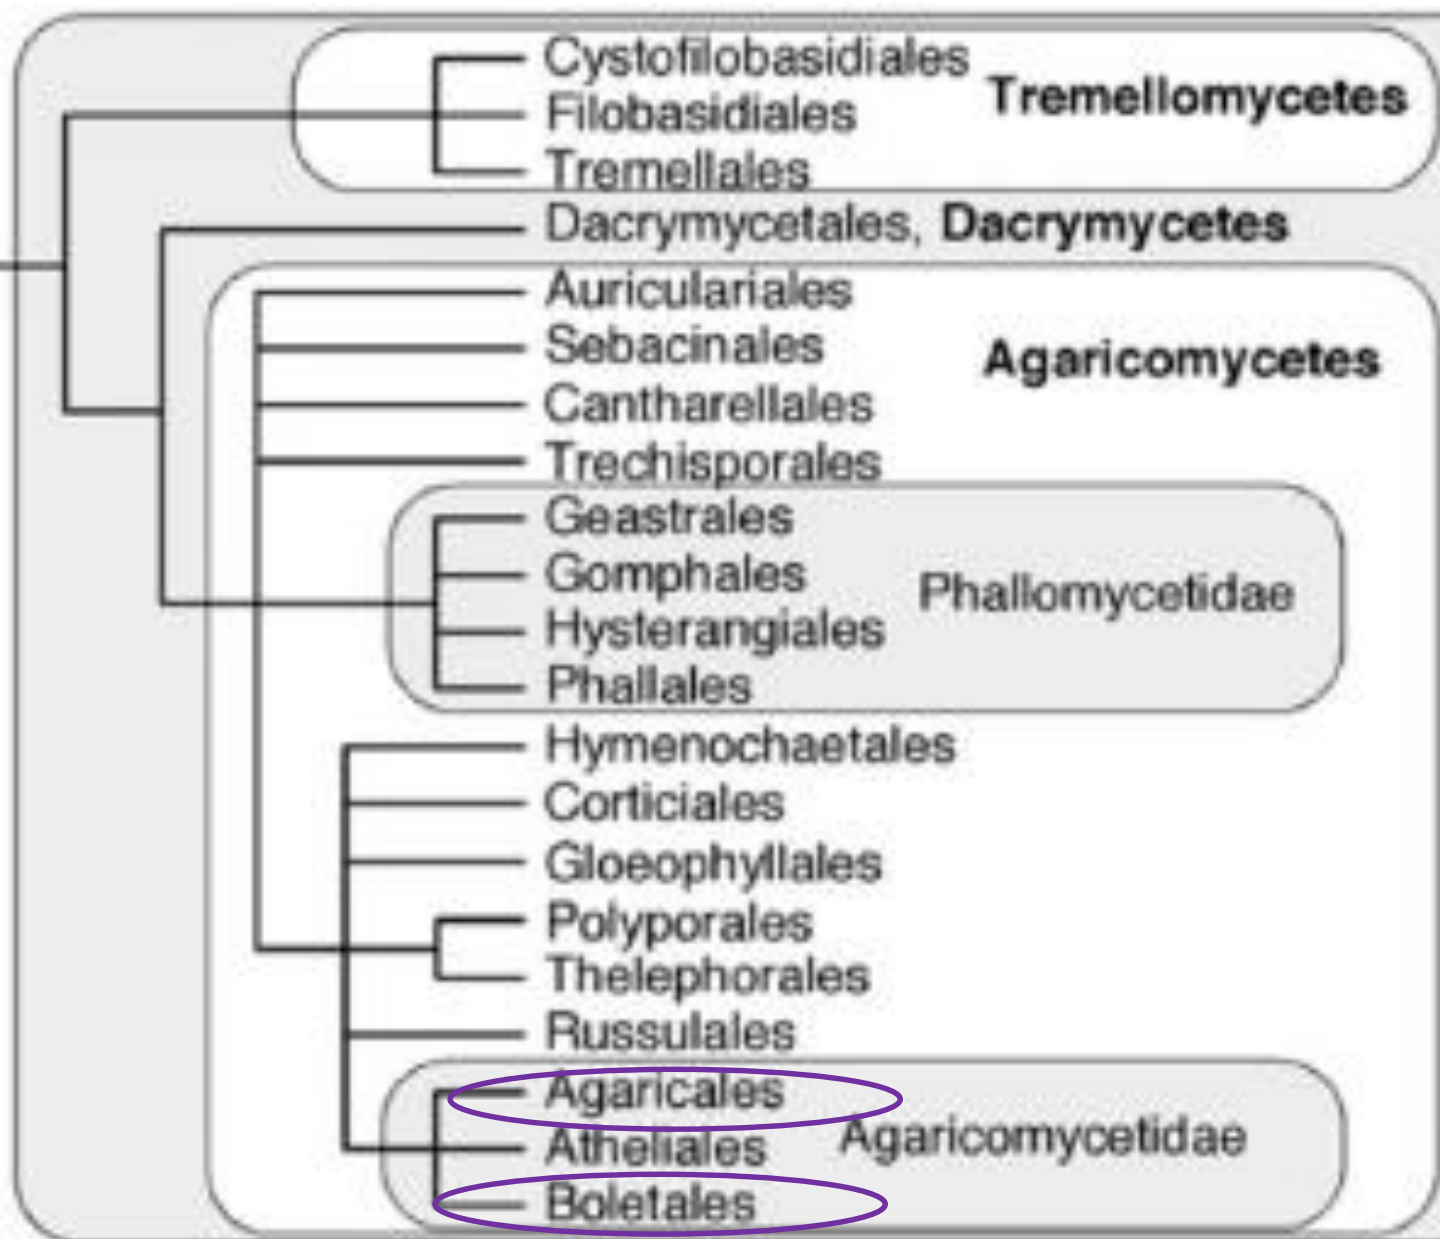 Cystofilobasidiales
Filobasidiales
Tremellomycetes
Tremellales
Dacrymycetales, Dacrymycetes
Auriculariales
Sebacinales
Agaricomycetes
Cantharellales
Trechisporales
Geastrales
Gomphales
Phallomycetidae
Hysterangiales
Phallales
Hymenochaetales
Corticiales
Gloeophyllales
Polyporales
Thelephorales
Russulales
Agaricales
Atheliales
Agaricomycetidae
Boletales